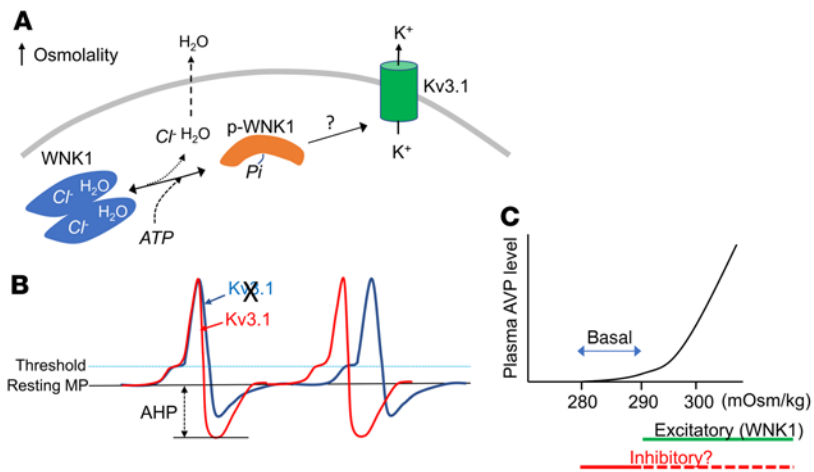 A
↑ Osmolality
H₂O
K⁺
Kv3.1
Cl⁻ H₂O
p-WNK1
?
WNK1
K⁺
Pi
Cl⁻ H₂O
Cl⁻ H₂O
ATP
B
Kv3.1
Kv3.1
Threshold
Resting MP
AHP
C
Plasma AVP level
Basal
280 290 300 (mOsm/kg)
Excitatory (WNK1)
Inhibitory?